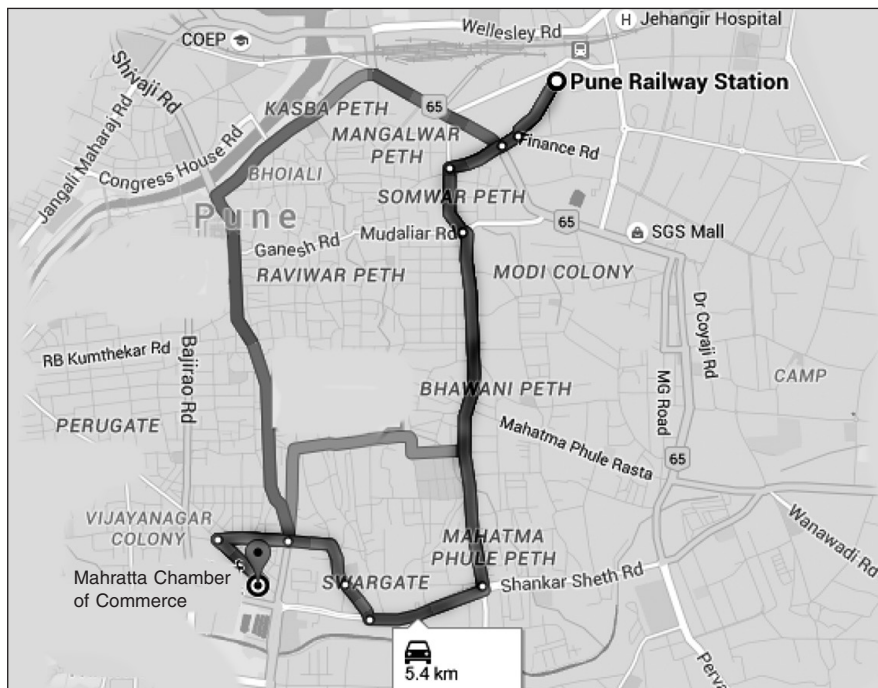 Wellesley Rd
H Jehangir Hospital
COEP
Shivaji Rd
Pune Railway Station
65
KASBA PETH
MANGALWAR
PETH
Finance Rd
Jangali Maharaj Rd
Congress House Rd
BHOIALI
SOMWAR PETH
Pune
65
Mudaliar Rd
SGS Mall
Ganesh Rd
RAVIWAR PETH
MODI COLONY
Dr Coyaji Rd
RB Kumthekar Rd
Bajirao Rd
BHAWANI PETH
MG Road
CAMP
PERUGATE
Mahatma Phule Rasta
65
VIJAYANAGAR
COLONY
MAHATMA
PHULE PETH
Wanawadi Rd
Mahratta Chamber
of Commerce
SWARGATE
Shankar Sheth Rd
5.4 km